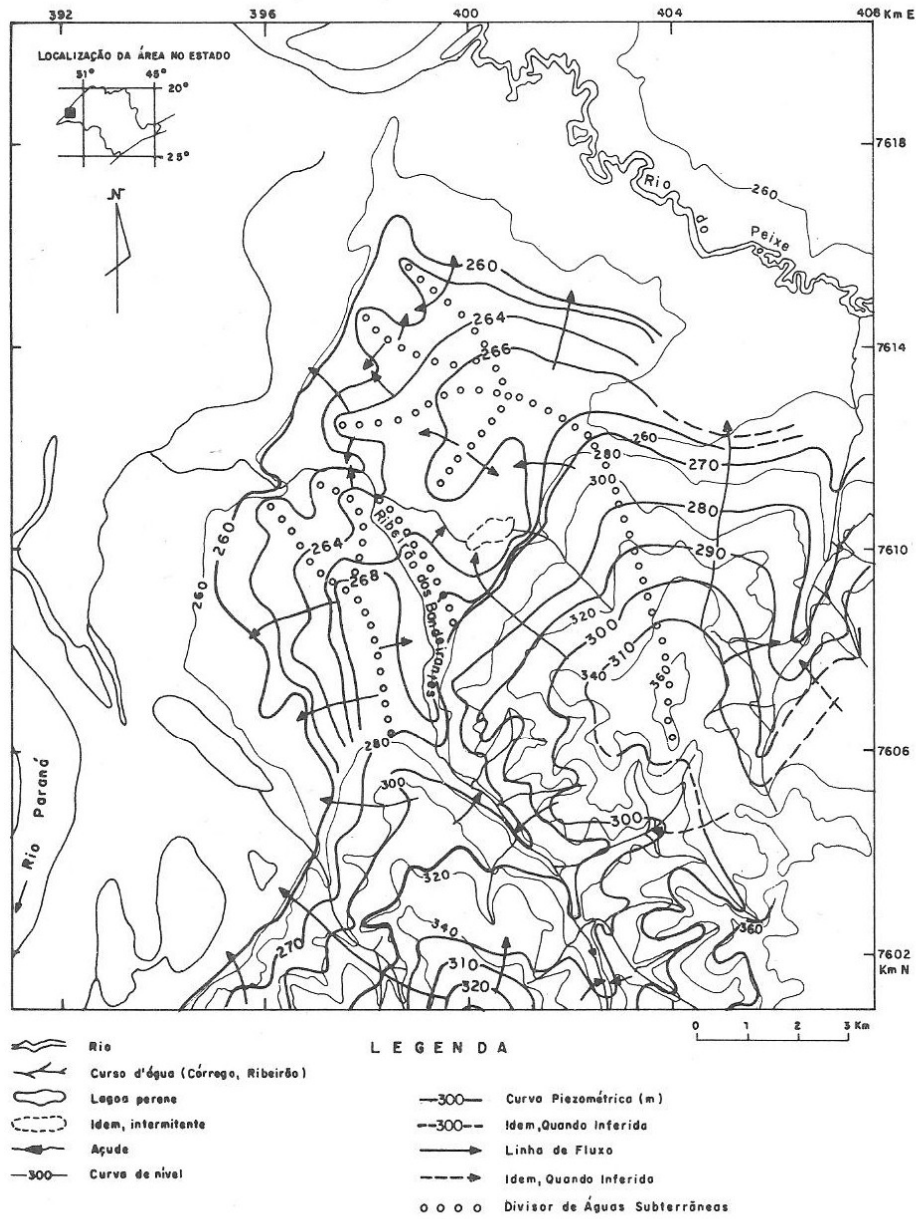 392 396 400 404 406 Km E
LOCALIZAÇÃO DA ÁREA NO ESTADO
51° 45°
20°
25°
N
7618
260
Rio do Peixe
260
264
7614
266
260
280
270
300
280
260
264
Ribeirão dos Bandeirantes
7610
290
268
260
320
300
310
340
360
280
7606
Rio Paraná
300
300
320
340
360
270
310
7602
Km N
320
0 1 2 3 Km
LEGENDA
Rio
Curso d'água (Córrego, Ribeirão)
Lagoa perene
Idem, intermitente
Açude
300 Curva de nível
300 Curva Piezométrica (m)
300 Idem, Quando Inferida
Linha de Fluxo
Idem, Quando Inferida
Divisor de Águas Subterrâneas